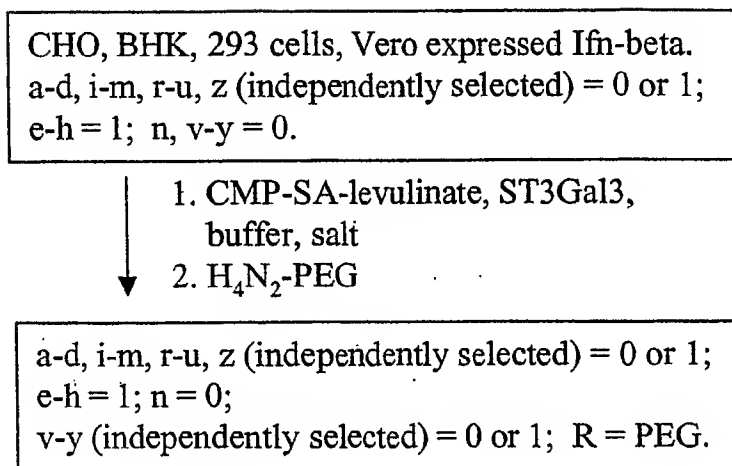 CHO, BHK, 293 cells, Vero expressed Ifn-beta.
a-d, i-m, r-u, z (independently selected) = 0 or 1;
e-h = 1; n, v-y = 0.
1. CMP-SA-levulinate, ST3Gal3,
buffer, salt
2. H₄N₂-PEG
a-d, i-m, r-u, z (independently selected) = 0 or 1;
e-h = 1; n = 0;
v-y (independently selected) = 0 or 1; R = PEG.